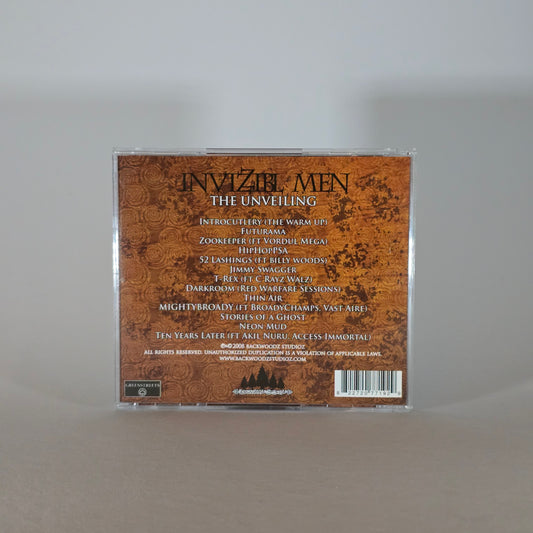 INVIZIBL MEN
THE UNVEILING
INTROCUTLERY (THE WARM UP)
FUTURAMA
ZOOKEEPER (FT VORDUL MEGA)
HIPHOPPSA
52 LASHINGS (FT BILLY WOODS)
JIMMY SWAGGER
T-REX (FT C-RAYZ WALZ)
DARKROOM (RED WARFARE SESSIONS)
THIN AIR
MIGHTYBROADY (FT BROADYCHAMPS, VAST AIRE)
STORIES OF A GHOST
NEON MUD
TEN YEARS LATER (FT AKIL NURU, ACCESS IMMORTAL)
℗© 2008 BACKWOODZ STUDIOZ
ALL RIGHTS RESERVED. UNAUTHORIZED DUPLICATION IS A VIOLATION OF APPLICABLE LAWS.
WWW.BACKWOODZSTUDIOZ.COM
GREENSTREETS